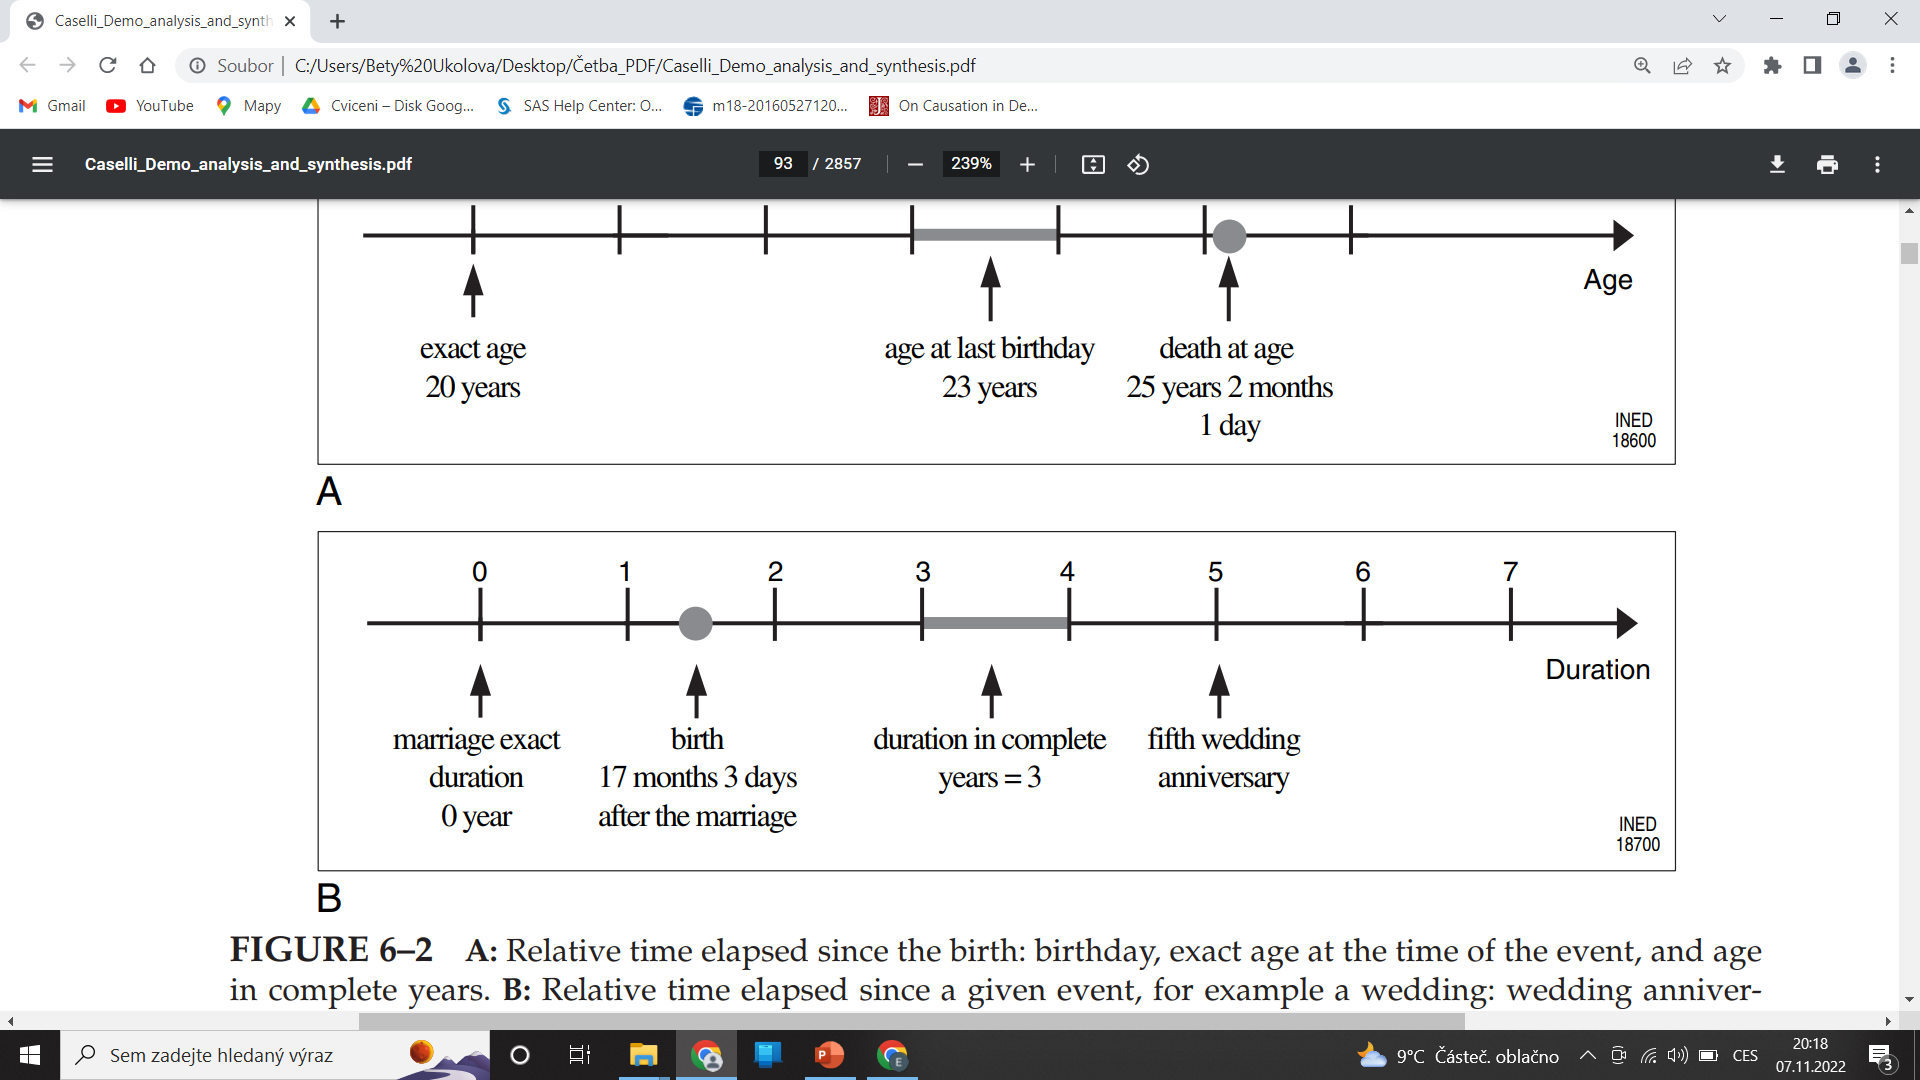 Caselli_Demo_analysis_and_synth
Soubor
C:/Users/Bety%20Ukolova/Desktop/Četba_PDF/Caselli_Demo_analysis_and_synthesis.pdf
Gmail
YouTube
Mapy
Cviceni – Disk Goog...
SAS Help Center: O...
m18-20160527120...
On Causation in De...
Caselli_Demo_analysis_and_synthesis.pdf
93 / 2857
239%
Age
exact age
20 years
age at last birthday
23 years
death at age
25 years 2 months
1 day
INED
18600
A
0 1 2 3 4 5 6 7
Duration
marriage exact
duration
0 year
birth
17 months 3 days
after the marriage
duration in complete
years = 3
fifth wedding
anniversary
INED
18700
B
FIGURE 6–2 A: Relative time elapsed since the birth: birthday, exact age at the time of the event, and age
in complete years. B: Relative time elapsed since a given event, for example a wedding: wedding anniver-
Sem zadejte hledaný výraz
9°C Částeč. oblačno
CES
20:18
07.11.2022
3